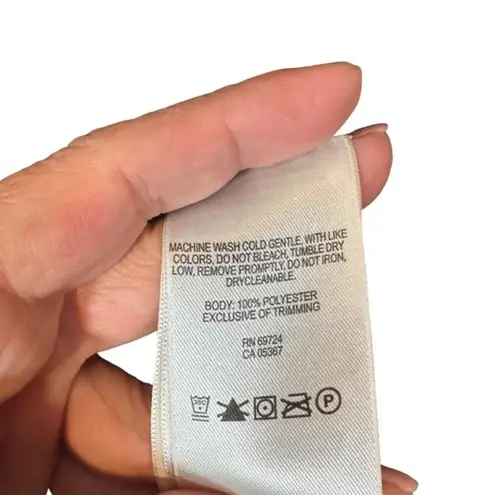 MACHINE WASH COLD GENTLE, WITH LIKE
COLORS, DO NOT BLEACH, TUMBLE DRY
LOW, REMOVE PROMPTLY, DO NOT IRON,
DRYCLEANABLE.
BODY: 100% POLYESTER
EXCLUSIVE OF TRIMMING
RN 69724
CA 05367
30C P